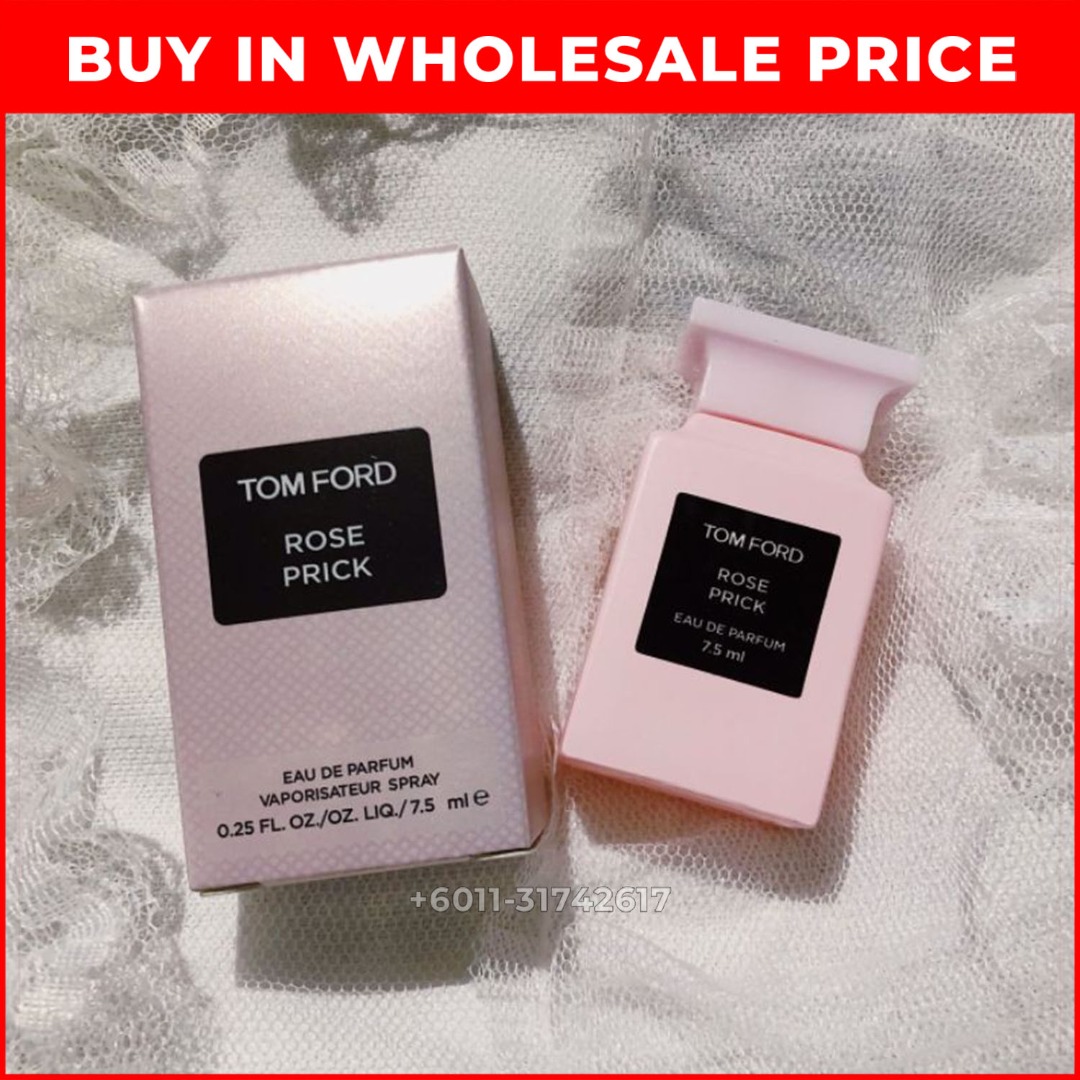 BUY IN WHOLESALE PRICE
TOM FORD
ROSE
PRICK
EAU DE PARFUM
VAPORISATEUR SPRAY
0.25 FL. OZ./OZ. LIQ./7.5 ml ℮
TOM FORD
ROSE
PRICK
EAU DE PARFUM
7.5 ml
+6011-31742617